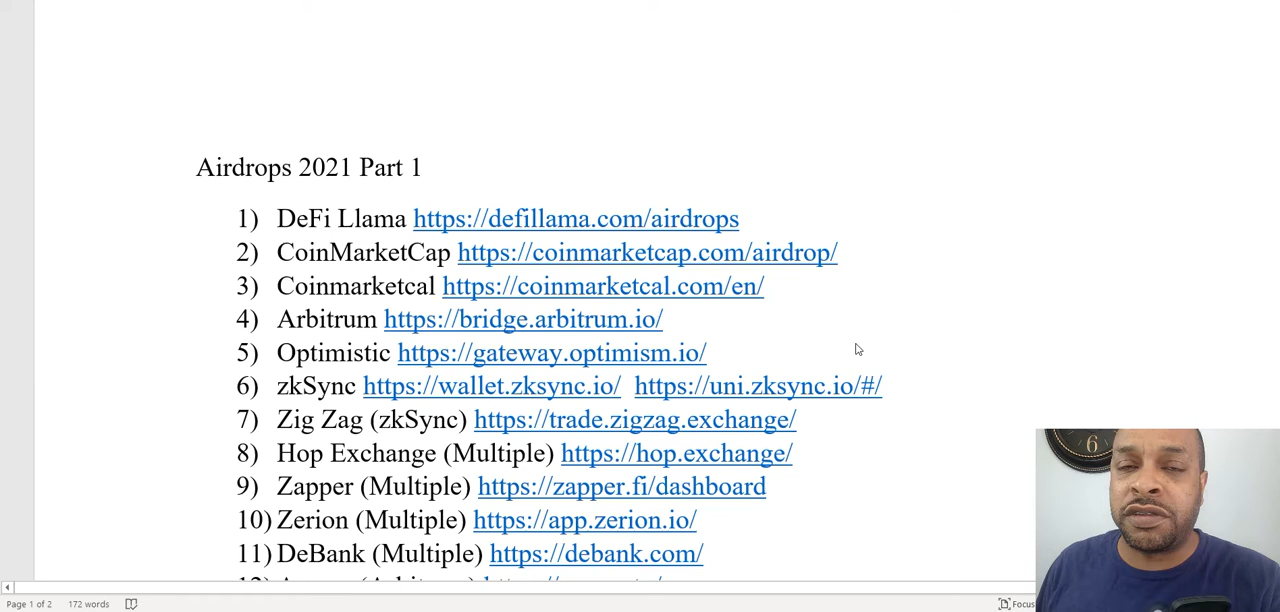 Airdrops 2021 Part 1
1) DeFi Llama https://defillama.com/airdrops
2) CoinMarketCap https://coinmarketcap.com/airdrop/
3) Coinmarketcal https://coinmarketcal.com/en/
4) Arbitrum https://bridge.arbitrum.io/
5) Optimistic https://gateway.optimism.io/
6) zkSync https://wallet.zksync.io/ https://uni.zksync.io/#/
7) Zig Zag (zkSync) https://trade.zigzag.exchange/
8) Hop Exchange (Multiple) https://hop.exchange/
9) Zapper (Multiple) https://zapper.fi/dashboard
10) Zerion (Multiple) https://app.zerion.io/
11) DeBank (Multiple) https://debank.com/
Page 1 of 2 172 words Focus
6